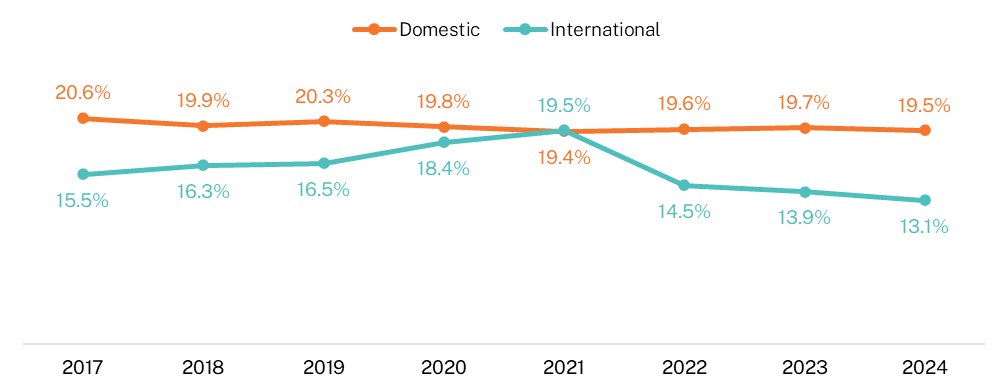 Domestic International
20.6% 19.9% 20.3% 19.8% 19.5% 19.6% 19.7% 19.5%
15.5% 16.3% 16.5% 18.4% 19.4% 14.5% 13.9% 13.1%
2017 2018 2019 2020 2021 2022 2023 2024